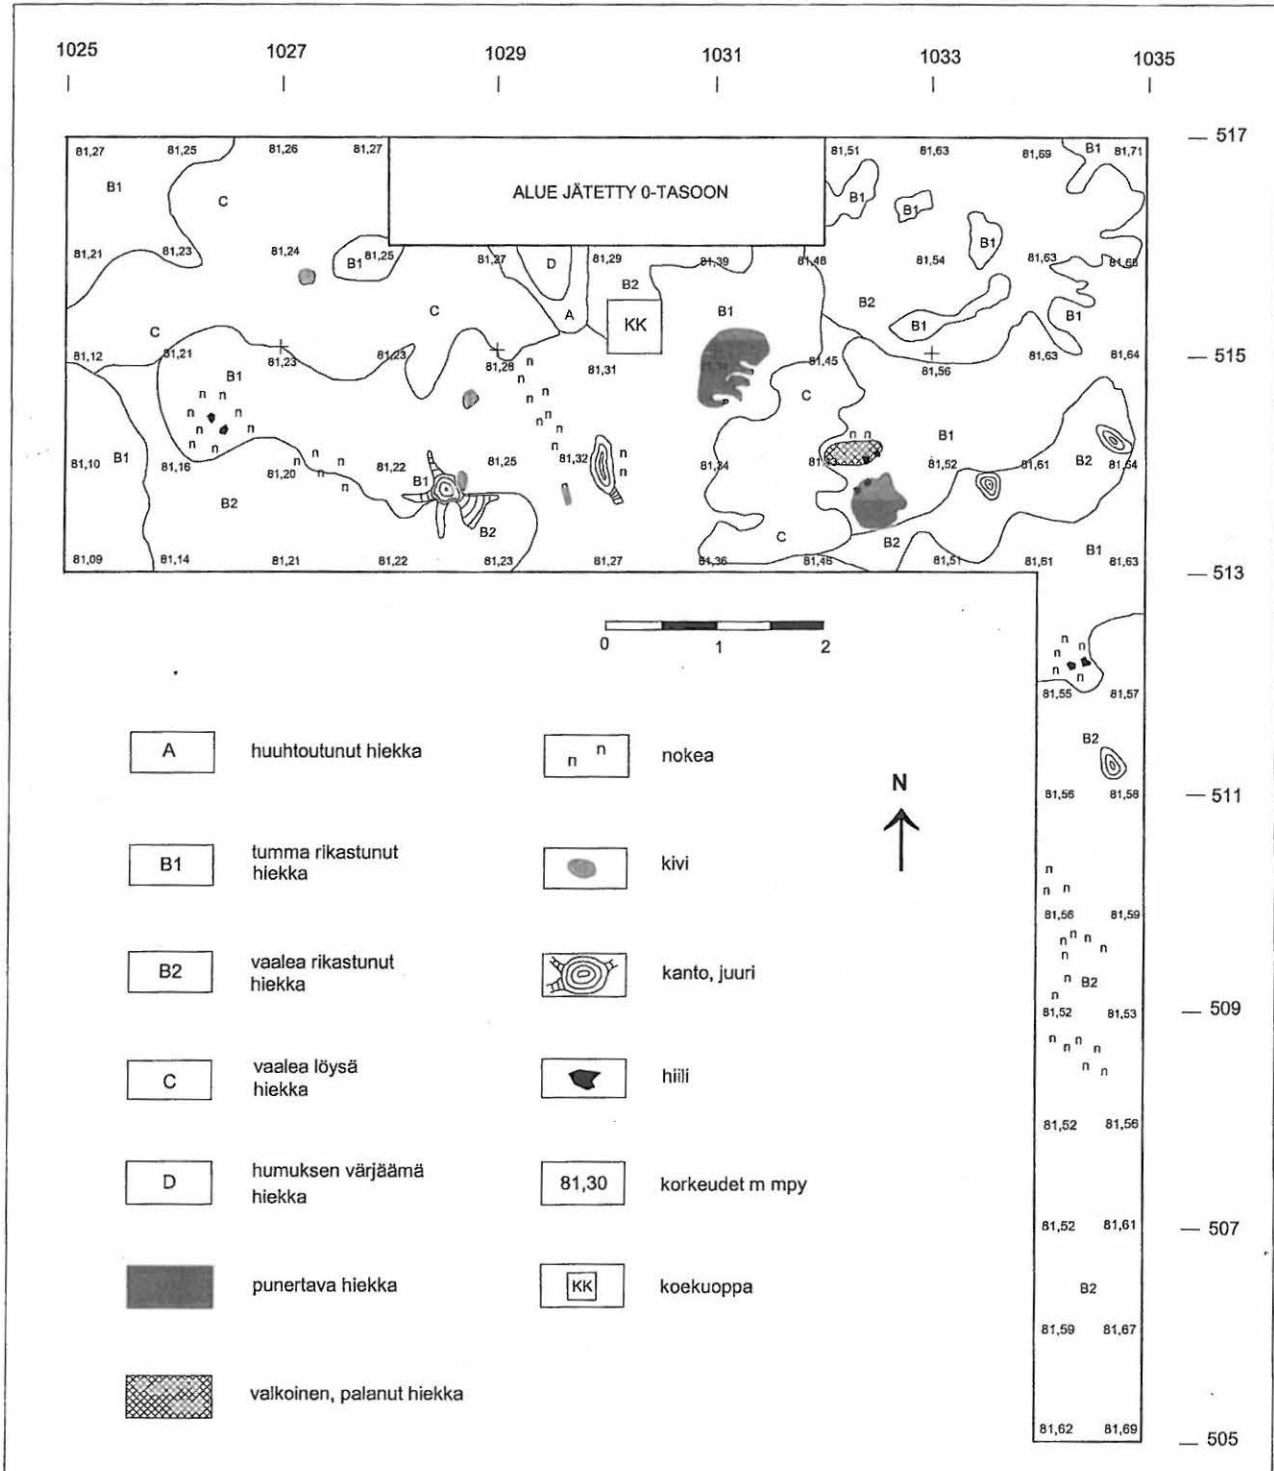 1025 1027 1029 1031 1033 1035
517
81,27 81,25 81,26 81,27 81,51 81,63 81,69 B1 81,71
B1 C ALUE JÄTETTY 0-TASOON B1 B1
B1
81,21 81,23 81,24 B1 81,25 81,27 D 81,29 81,39 81,48 81,54 81,63 81,68
B2 B2
C A KK B1 B1 B1
C
81,12 81,21 81,23 81,23 81,28 81,31 81,45 81,56 81,63 81,64 515
B1 n
n n n n C
n n n n n
n n n n n n n B1
B1 n n n n n
81,10 81,16 81,20 n n 81,22 81,25 81,32 n 81,34 81,52 81,61 B2 81,54
B2 n B1
B2 C B2 B1
81,09 81,14 81,21 81,22 81,23 81,27 81,36 81,46 81,51 81,61 81,63
513
0 1 2
n n n
n n
81,55 81,57
A huuhtoutunut hiekka n n nokea B2
N
81,56 81,58 511
B1 tumma rikastunut
hiekka
kivi
n
n n
81,56 81,59
n n n n
n
B2 vaalea rikastunut
hiekka
kanto, juuri
n B2
n
81,52 81,53 509
n n n n
n n
C vaalea löysä
hiekka
hiili
81,52 81,56
D humuksen värjäämä
hiekka
81,30 korkeudet m mpy
81,52 81,61 507
punertava hiekka
KK koekuoppa
B2
81,59 81,67
valkoinen, palanut hiekka
81,62 81,69 505